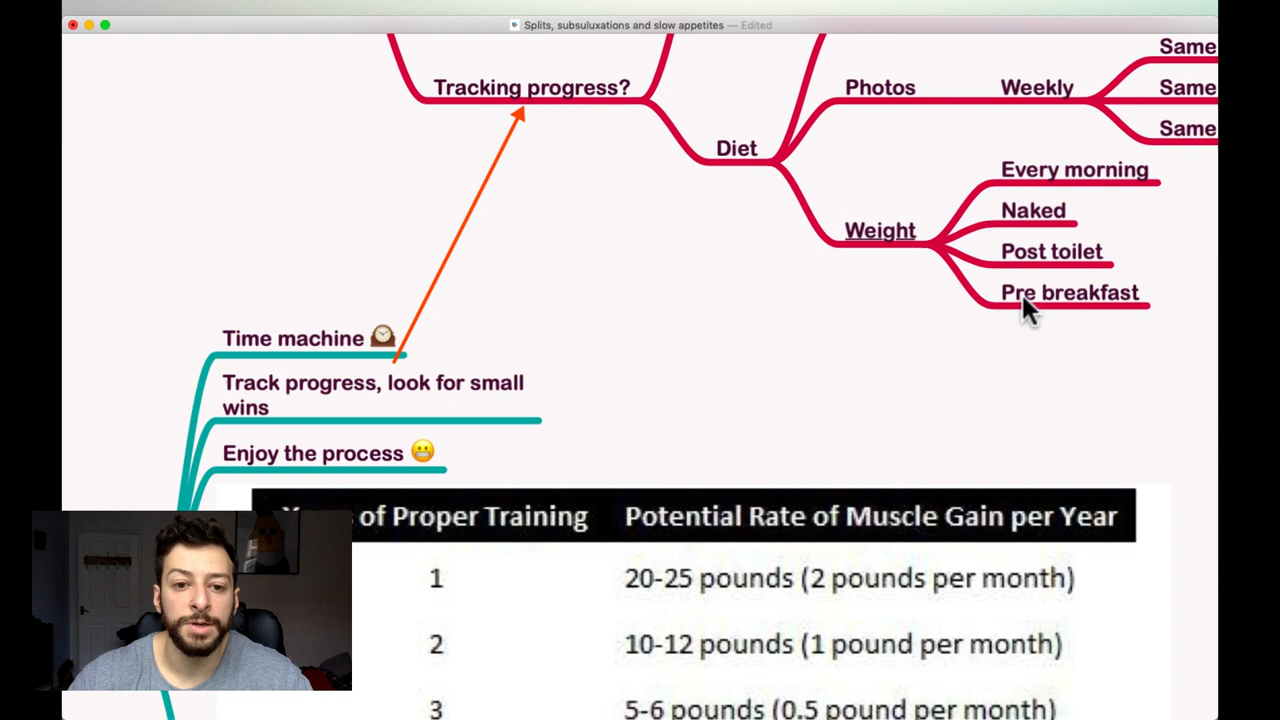 Splits, subsuluxations and slow appetites — Edited
Same
Tracking progress?
Photos
Weekly
Same
Same
Diet
Every morning
Naked
Weight
Post toilet
Pre breakfast
Time machine
Track progress, look for small
wins
Enjoy the process
of Proper Training
Potential Rate of Muscle Gain per Year
1
20-25 pounds (2 pounds per month)
2
10-12 pounds (1 pound per month)
3
5-6 pounds (0.5 pound per month)